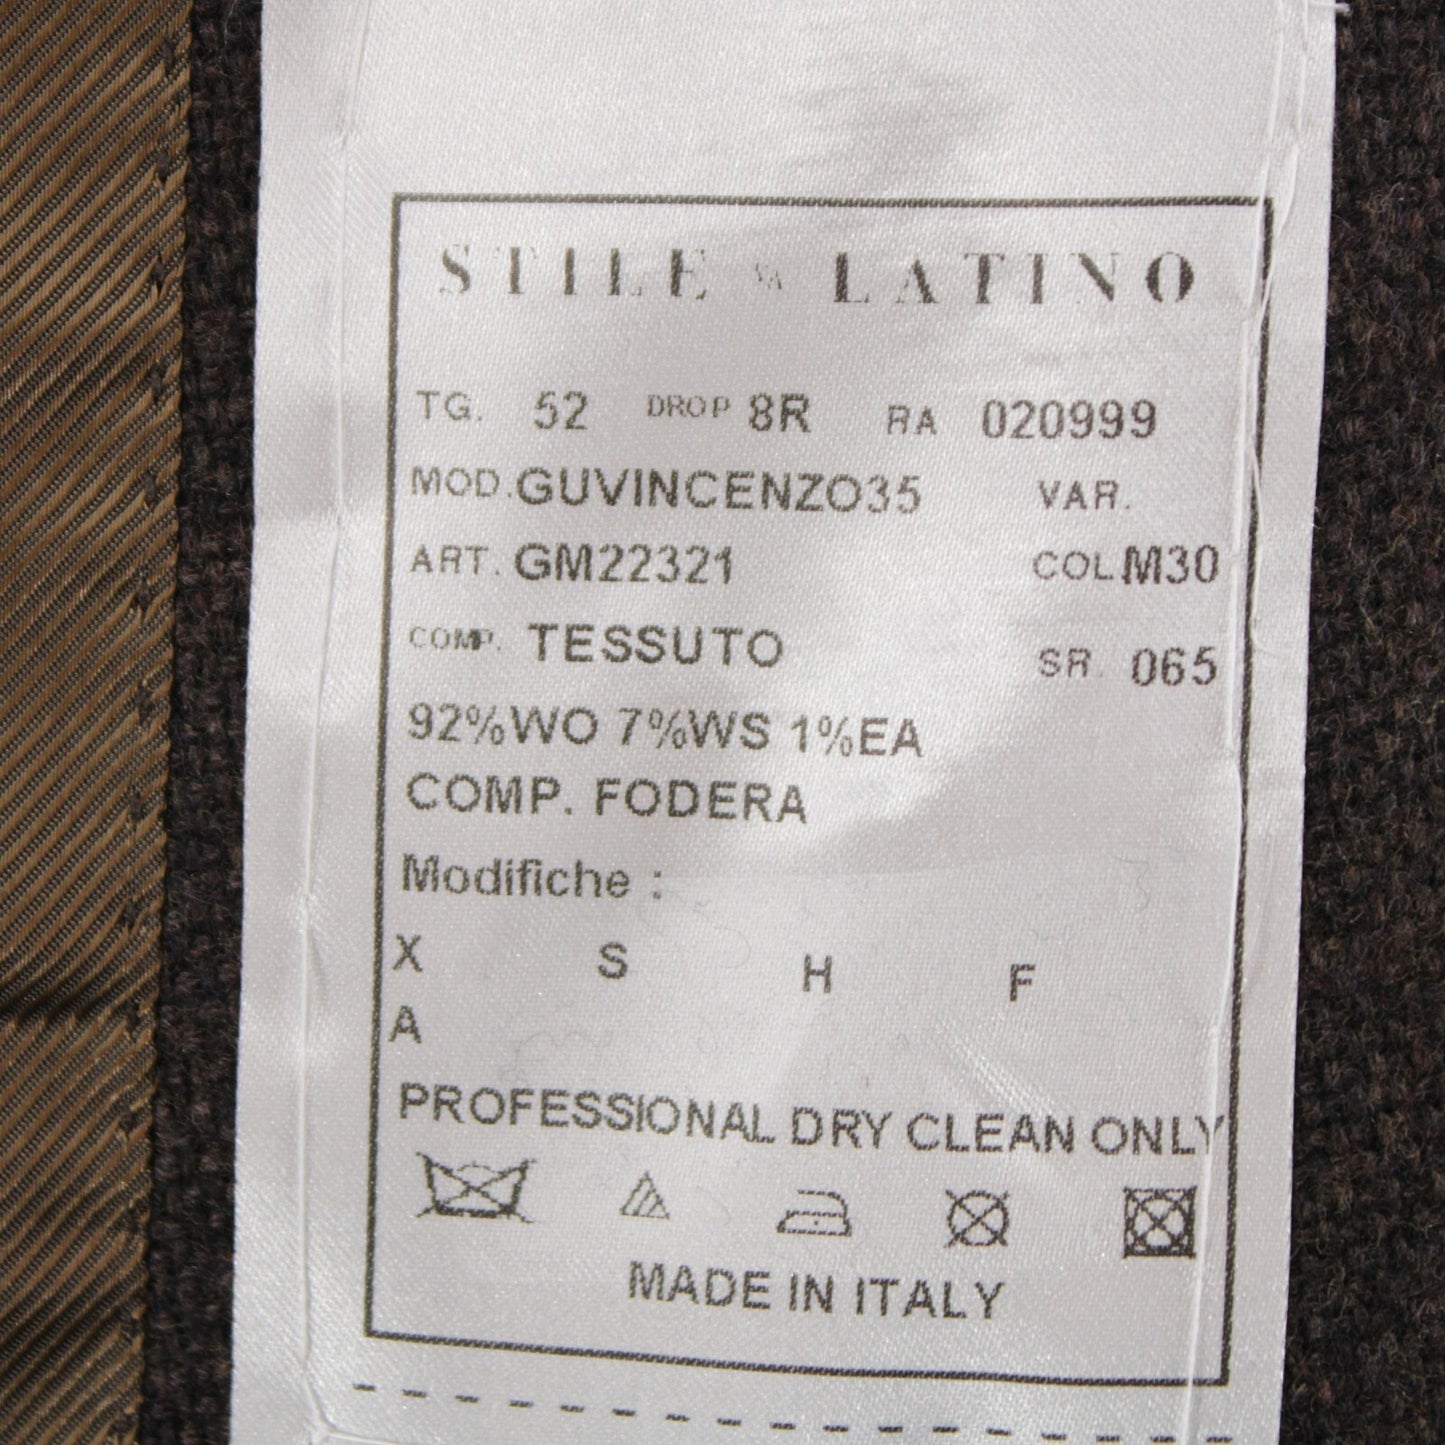 STILE LATINO
TG. 52 DROP 8R RA 020999
MOD. GUVINCENZO35 VAR.
ART. GM22321 COL. M30
COMP. TESSUTO SR. 065
92%WO 7%WS 1%EA
COMP. FODERA
Modifiche :
X S H F
A
PROFESSIONAL DRY CLEAN ONLY
MADE IN ITALY